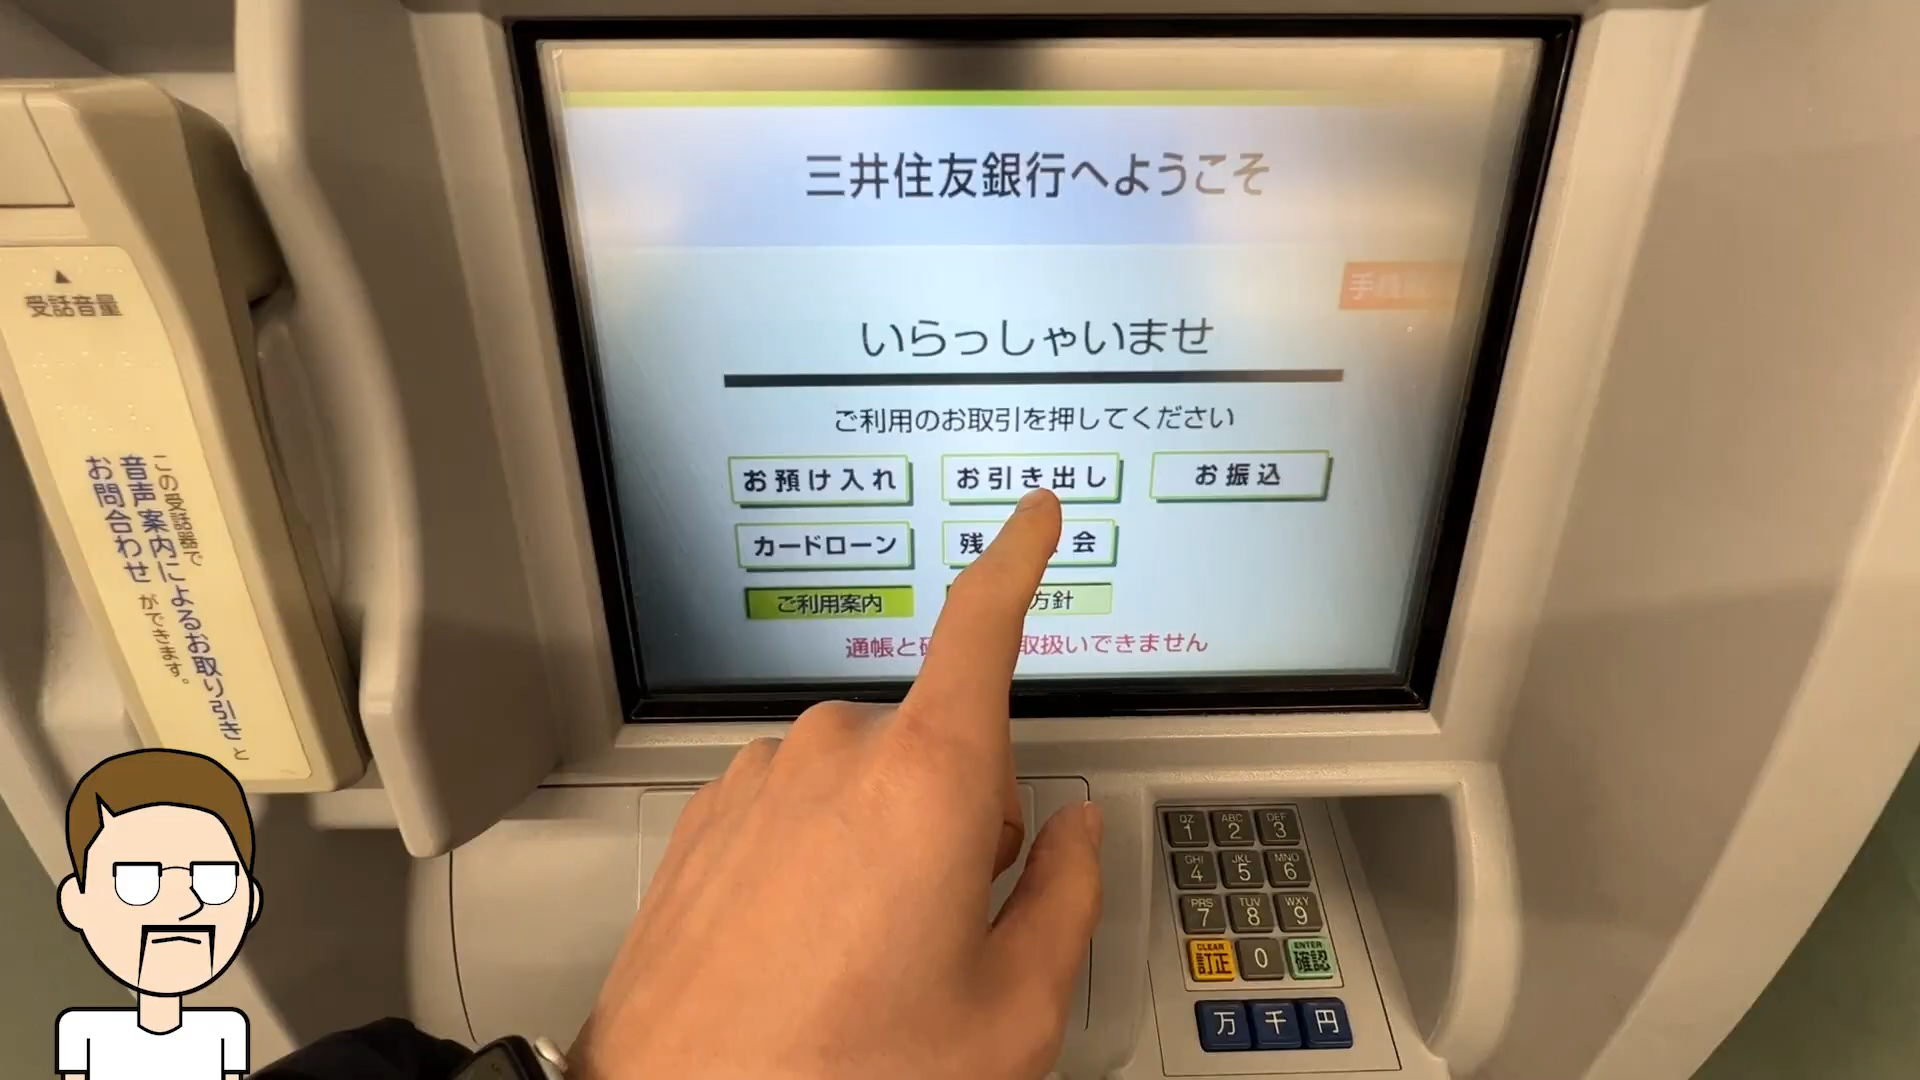 三井住友銀行へようこそ
いらっしゃいませ
ご利用のお取引を押してください
お預け入れ
お引き出し
お振込
カードローン
残 会
ご利用案内
方針
通帳と 取扱いできません
受話音量
この受話器で
音声案内によるお取り引きと
お問合わせができます。
QZ ABC DEF
1 2 3
GHI JKL MNO
4 5 6
PRS TUV WXY
7 8 9
CLEAR ENTER
訂正 0 確認
万 千 円